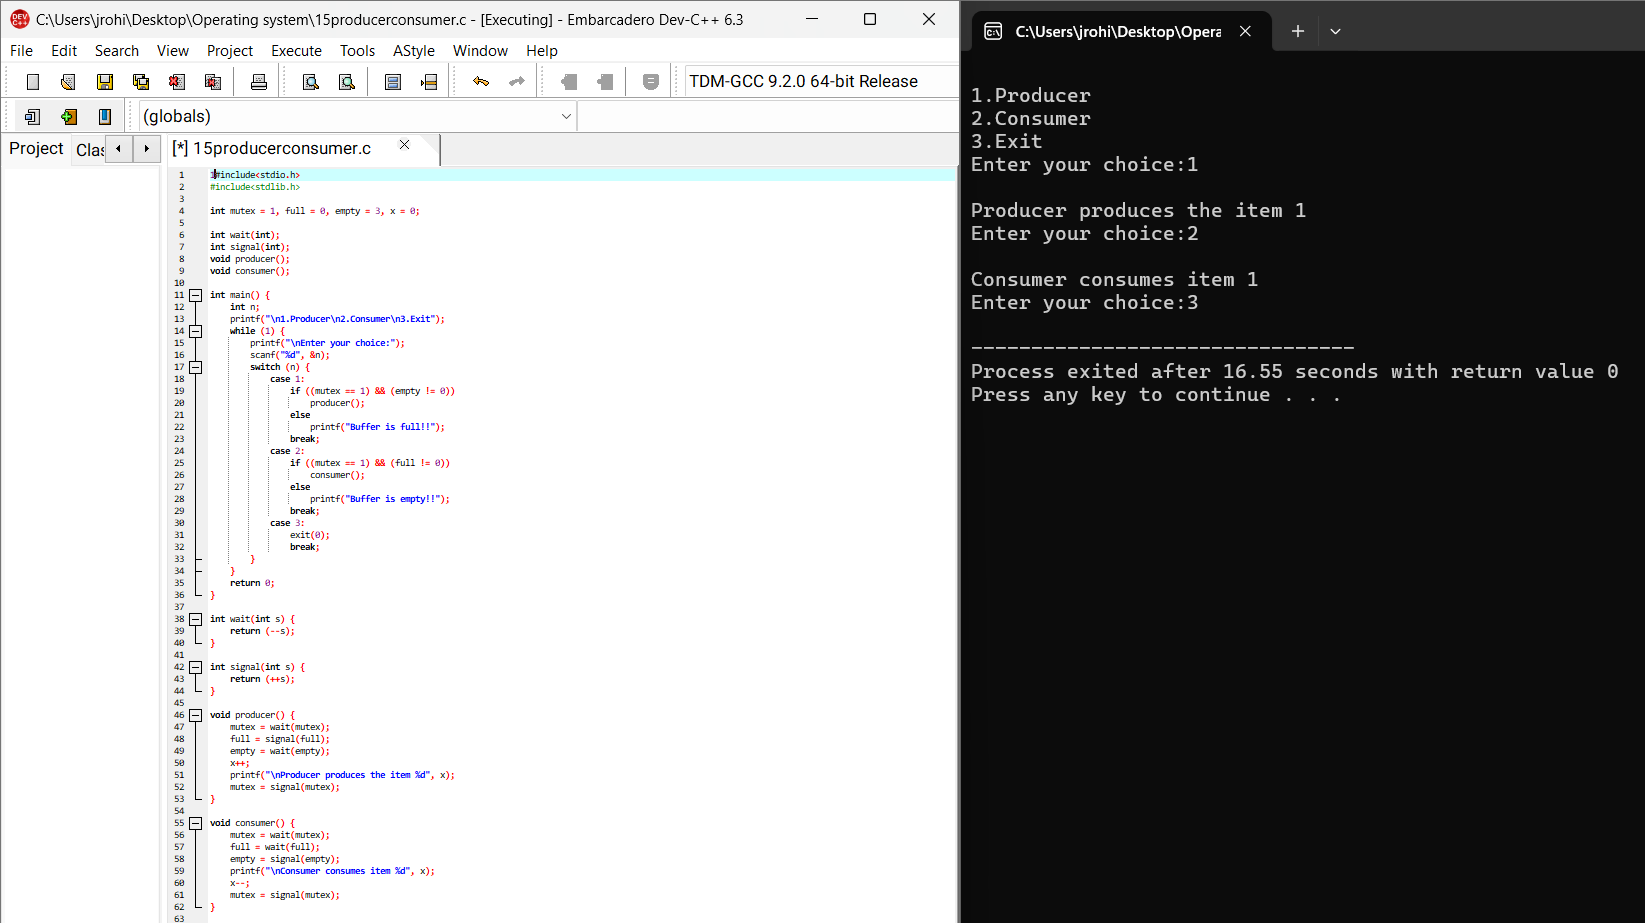 C:\Users\jrohi\Desktop\Operating system\15producerconsumer.c - [Executing] - Embarcadero Dev-C++ 6.3
File Edit Search View Project Execute Tools AStyle Window Help
TDM-GCC 9.2.0 64-bit Release
(globals)
Project Clas [*] 15producerconsumer.c
1 1#include<stdio.h>
2 #include<stdlib.h>
3
4 int mutex = 1, full = 0, empty = 3, x = 0;
5
6 int wait(int);
7 int signal(int);
8 void producer();
9 void consumer();
10
11 int main() {
12 int n;
13 printf("\n1.Producer\n2.Consumer\n3.Exit");
14 while (1) {
15 printf("\nEnter your choice:");
16 scanf("%d", &n);
17 switch (n) {
18 case 1:
19 if ((mutex == 1) && (empty != 0))
20 producer();
21 else
22 printf("Buffer is full!!");
23 break;
24 case 2:
25 if ((mutex == 1) && (full != 0))
26 consumer();
27 else
28 printf("Buffer is empty!!");
29 break;
30 case 3:
31 exit(0);
32 break;
33 }
34 }
35 return 0;
36 }
37
38 int wait(int s) {
39 return (--s);
40 }
41
42 int signal(int s) {
43 return (++s);
44 }
45
46 void producer() {
47 mutex = wait(mutex);
48 full = signal(full);
49 empty = wait(empty);
50 x++;
51 printf("\nProducer produces the item %d", x);
52 mutex = signal(mutex);
53 }
54
55 void consumer() {
56 mutex = wait(mutex);
57 full = wait(full);
58 empty = signal(empty);
59 printf("\nConsumer consumes item %d", x);
60 x--;
61 mutex = signal(mutex);
62 }
63
C:\Users\jrohi\Desktop\Opera
1.Producer
2.Consumer
3.Exit
Enter your choice:1
Producer produces the item 1
Enter your choice:2
Consumer consumes item 1
Enter your choice:3
--------------------------------
Process exited after 16.55 seconds with return value 0
Press any key to continue . . .